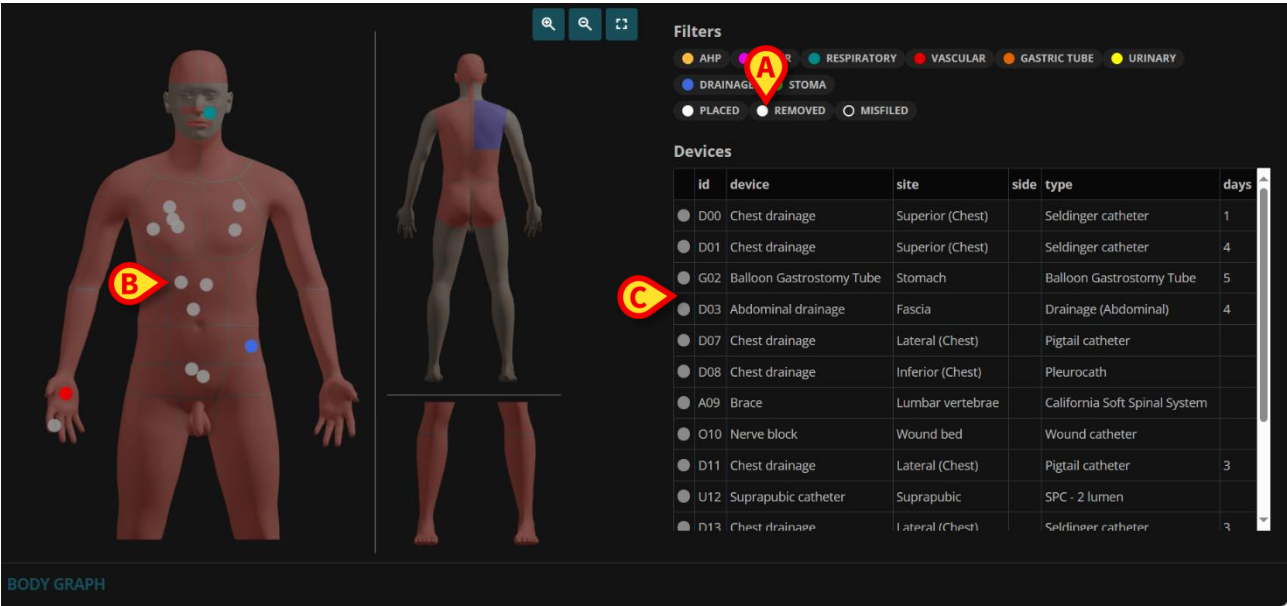 Filters
AHP R RESPIRATORY VASCULAR GASTRIC TUBE URINARY
DRAINAGE STOMA
PLACED REMOVED MISFILED
A
Devices
id device site side type days
D00 Chest drainage Superior (Chest) Seldinger catheter 1
D01 Chest drainage Superior (Chest) Seldinger catheter 4
G02 Balloon Gastrostomy Tube Stomach Balloon Gastrostomy Tube 5
B
C
D03 Abdominal drainage Fascia Drainage (Abdominal) 4
D07 Chest drainage Lateral (Chest) Pigtail catheter
D08 Chest drainage Inferior (Chest) Pleurocath
A09 Brace Lumbar vertebrae California Soft Spinal System
O10 Nerve block Wound bed Wound catheter
D11 Chest drainage Lateral (Chest) Pigtail catheter 3
U12 Suprapubic catheter Suprapubic SPC - 2 lumen
D13 Chest drainage Lateral (Chest) Seldinger catheter 3
BODY GRAPH